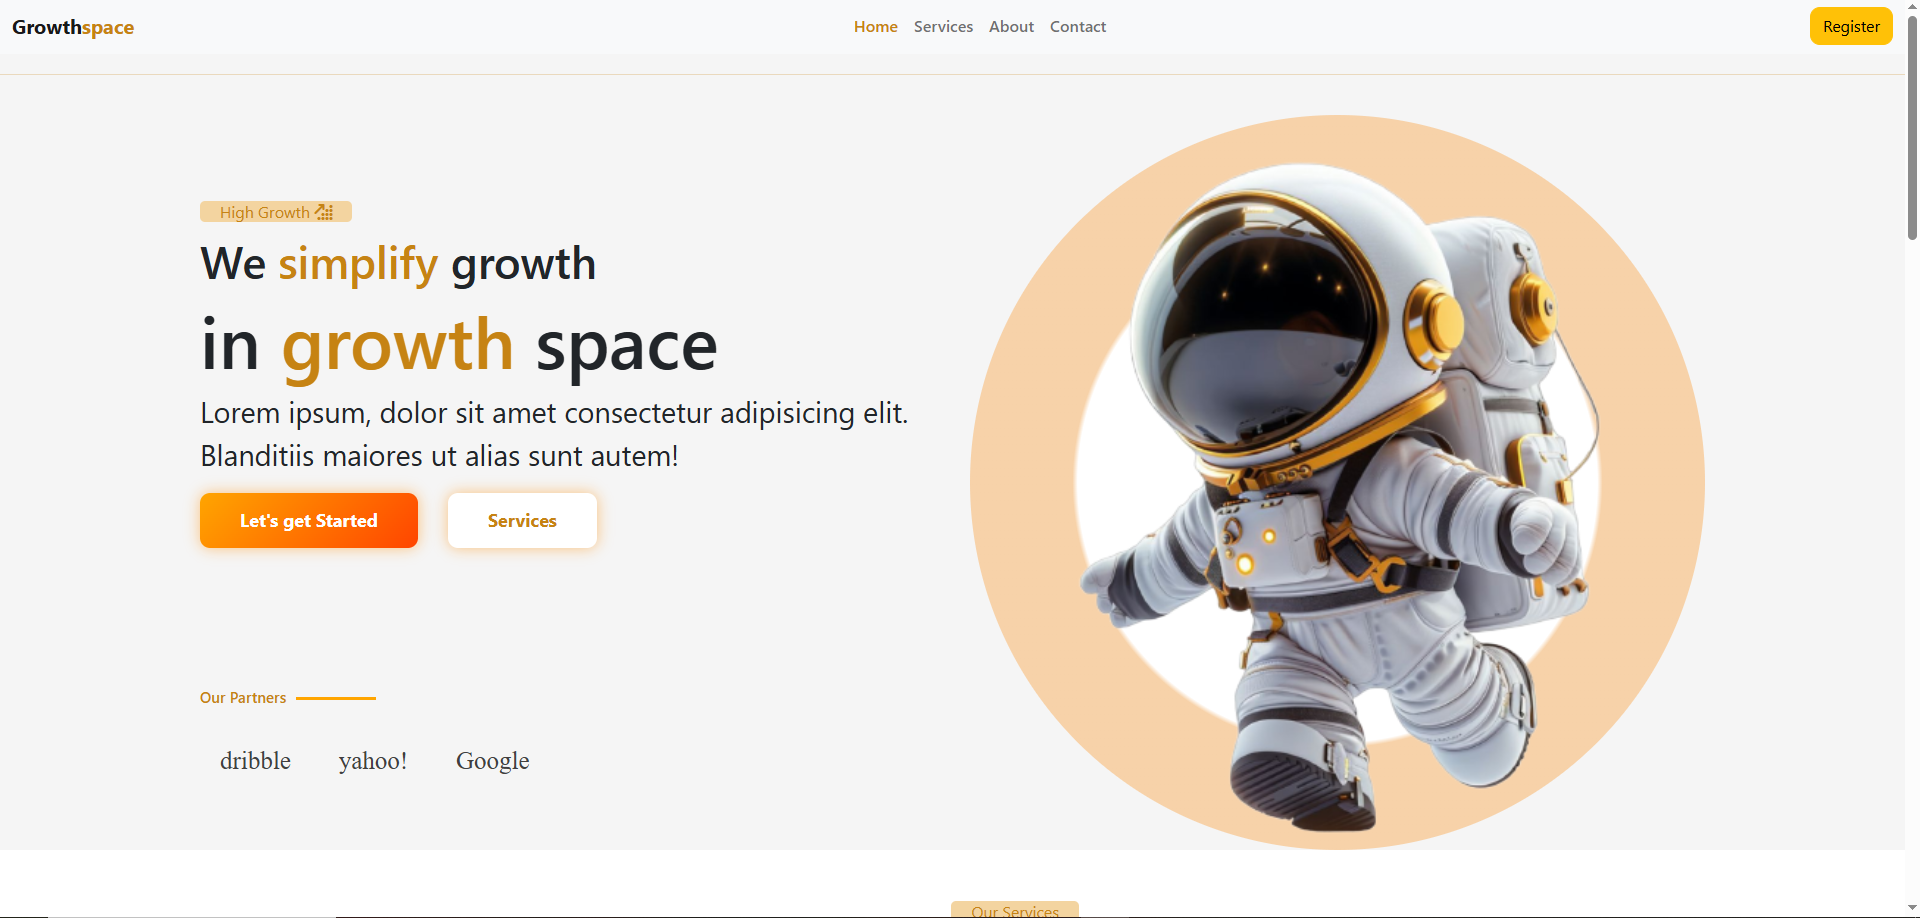 Growthspace
Home Services About Contact
Register
High Growth
We simplify growth
in growth space
Lorem ipsum, dolor sit amet consectetur adipisicing elit.
Blanditiis maiores ut alias sunt autem!
Let's get Started
Services
Our Partners
dribble yahoo! Google
Our Services